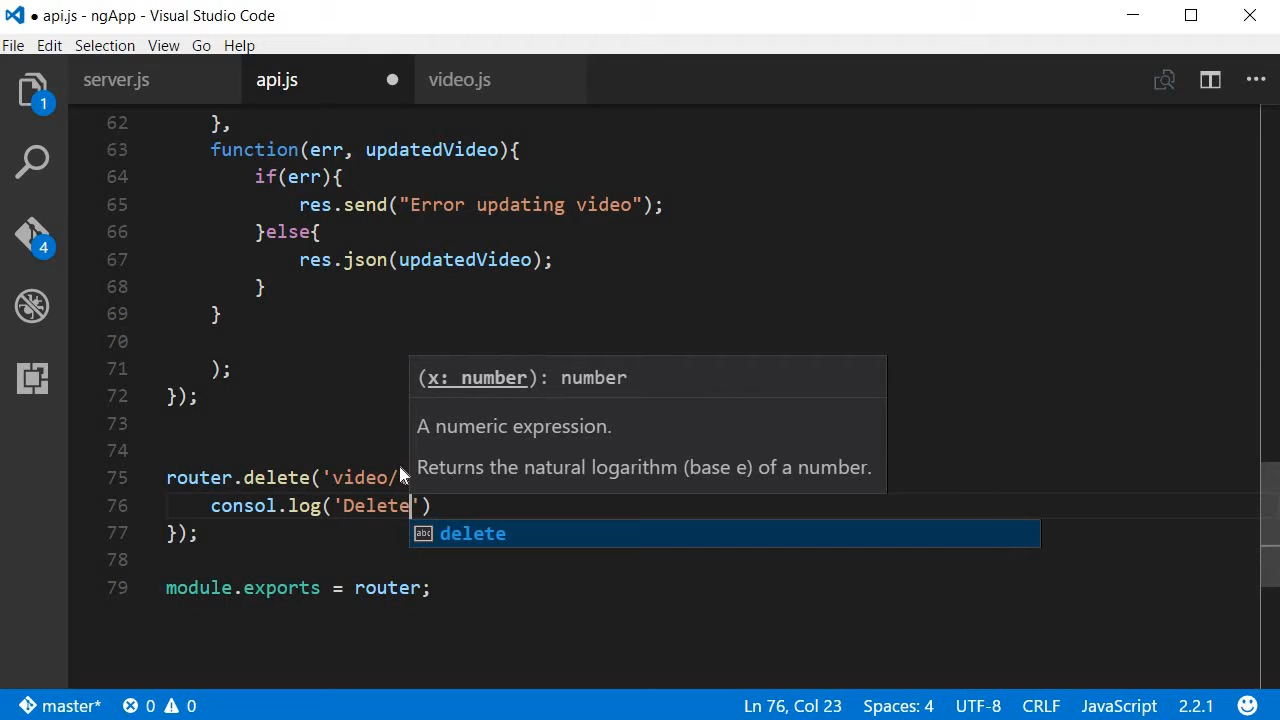 ● api.js - ngApp - Visual Studio Code
File Edit Selection View Go Help
server.js api.js video.js
1
4
62 },
63 function(err, updatedVideo){
64 if(err){
65 res.send("Error updating video");
66 }else{
67 res.json(updatedVideo);
68 }
69 }
70
71 );
72 });
73
74
75 router.delete('video/
76 consol.log('Delete')
77 });
78
79 module.exports = router;
(x: number): number
A numeric expression.
Returns the natural logarithm (base e) of a number.
abc delete
master* 0 0 Ln 76, Col 23 Spaces: 4 UTF-8 CRLF JavaScript 2.2.1